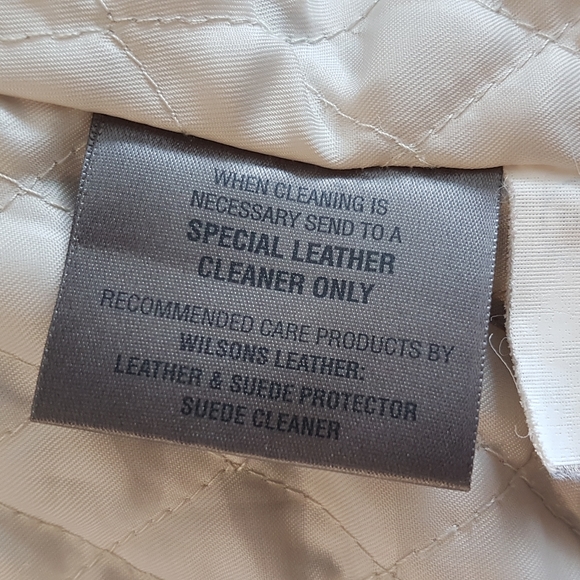 WHEN CLEANING IS
NECESSARY SEND TO A
SPECIAL LEATHER
CLEANER ONLY
RECOMMENDED CARE PRODUCTS BY
WILSONS LEATHER:
LEATHER & SUEDE PROTECTOR
SUEDE CLEANER